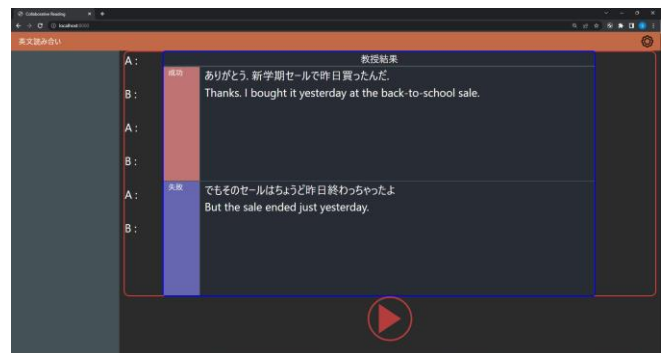 Collaborative Reading
localhost
英文読み合い
A :
教授結果
成功
ありがとう. 新学期セールで昨日買ったんだ.
Thanks. I bought it yesterday at the back-to-school sale.
B :
A :
B :
失敗
でもそのセールはちょうど昨日終わっちゃったよ
But the sale ended just yesterday.
A :
B :